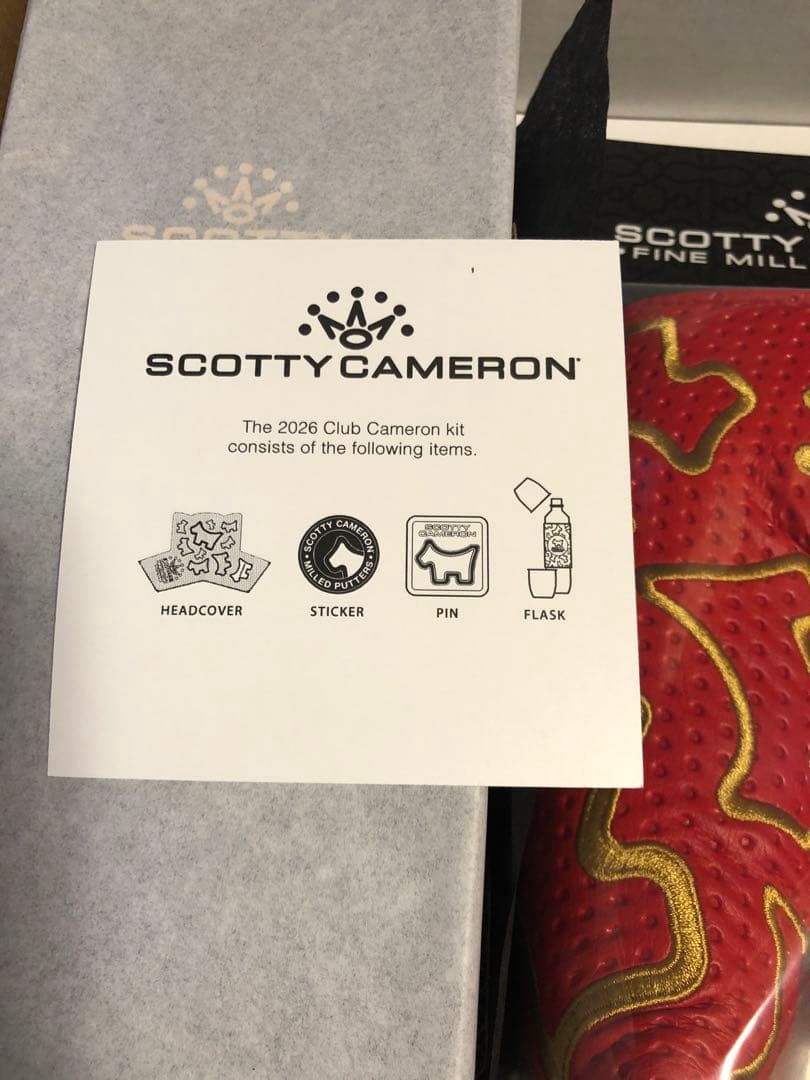 SCOTTY
FINE MILL
SCOTTY CAMERON
The 2026 Club Cameron kit
consists of the following items.
SCOTTY CAMERON
MILLED PUTTERS
SCOTTY
CAMERON
HEADCOVER
STICKER
PIN
FLASK